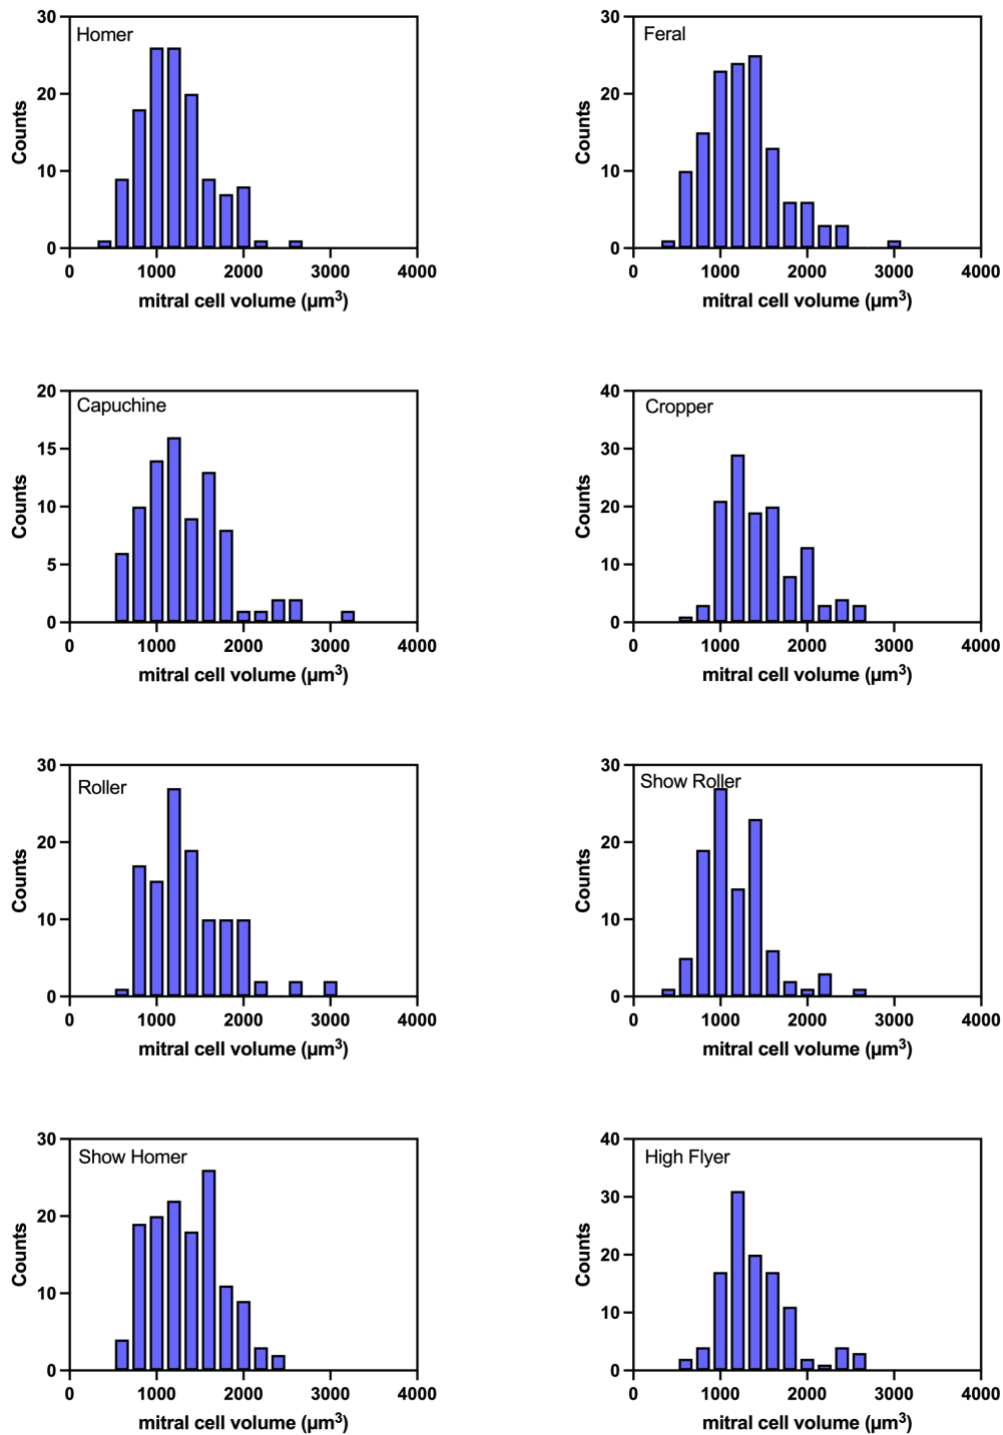 Homer
Counts
30
20
10
0
0 1000 2000 3000 4000
mitral cell volume (µm³)
Feral
Counts
30
20
10
0
0 1000 2000 3000 4000
mitral cell volume (µm³)
Capuchine
Counts
20
15
10
5
0
0 1000 2000 3000 4000
mitral cell volume (µm³)
Cropper
Counts
40
30
20
10
0
0 1000 2000 3000 4000
mitral cell volume (µm³)
Roller
Counts
30
20
10
0
0 1000 2000 3000 4000
mitral cell volume (µm³)
Show Roller
Counts
30
20
10
0
0 1000 2000 3000 4000
mitral cell volume (µm³)
Show Homer
Counts
30
20
10
0
0 1000 2000 3000 4000
mitral cell volume (µm³)
High Flyer
Counts
40
30
20
10
0
0 1000 2000 3000 4000
mitral cell volume (µm³)